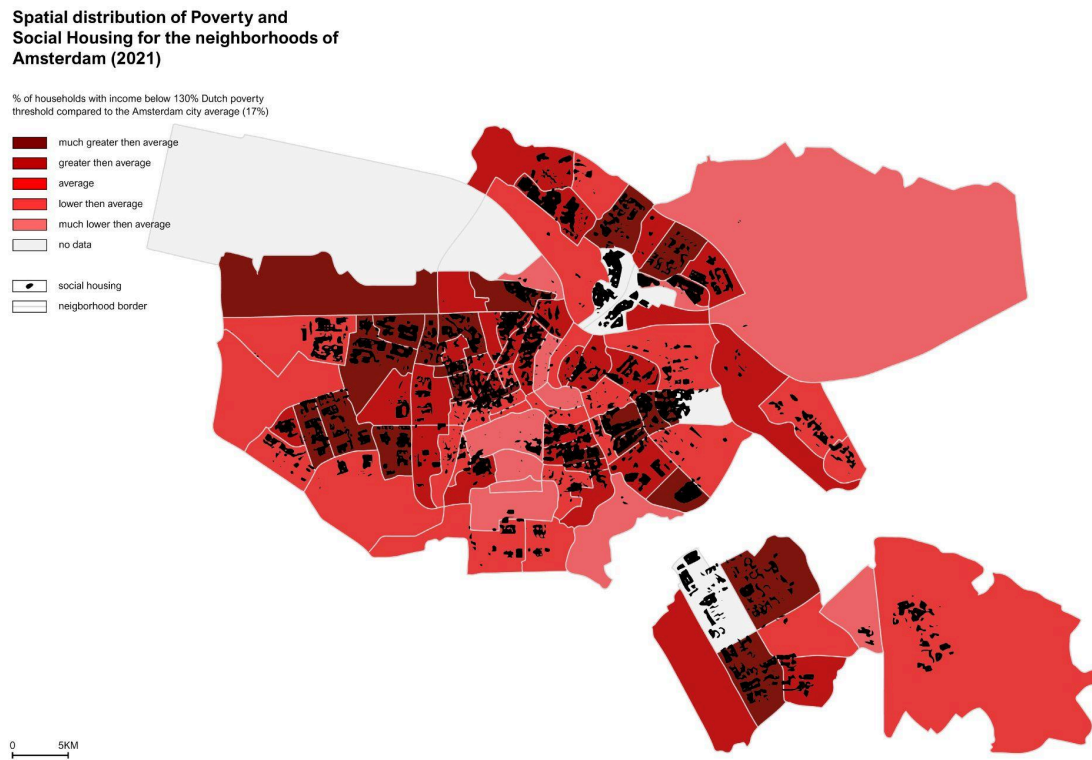 Spatial distribution of Poverty and
Social Housing for the neighborhoods of
Amsterdam (2021)
% of households with income below 130% Dutch poverty
threshold compared to the Amsterdam city average (17%)
much greater then average
greater then average
average
lower then average
much lower then average
no data
social housing
neigborhood border
0 5KM